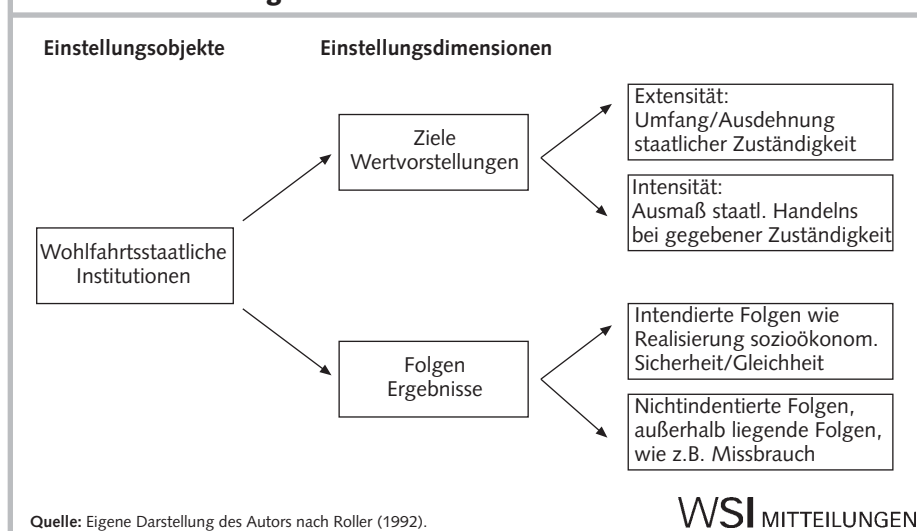 Einstellungsobjekte
Einstellungsdimensionen
Wohlfahrtsstaatliche
Institutionen
Ziele
Wertvorstellungen
Extensität:
Umfang/Ausdehnung
staatlicher Zuständigkeit
Intensität:
Ausmaß staatl. Handelns
bei gegebener Zuständigkeit
Folgen
Ergebnisse
Intendierte Folgen wie
Realisierung sozioökonom.
Sicherheit/Gleichheit
Nichtindentierte Folgen,
außerhalb liegende Folgen,
wie z.B. Missbrauch
Quelle: Eigene Darstellung des Autors nach Roller (1992).
WSI MITTEILUNGEN